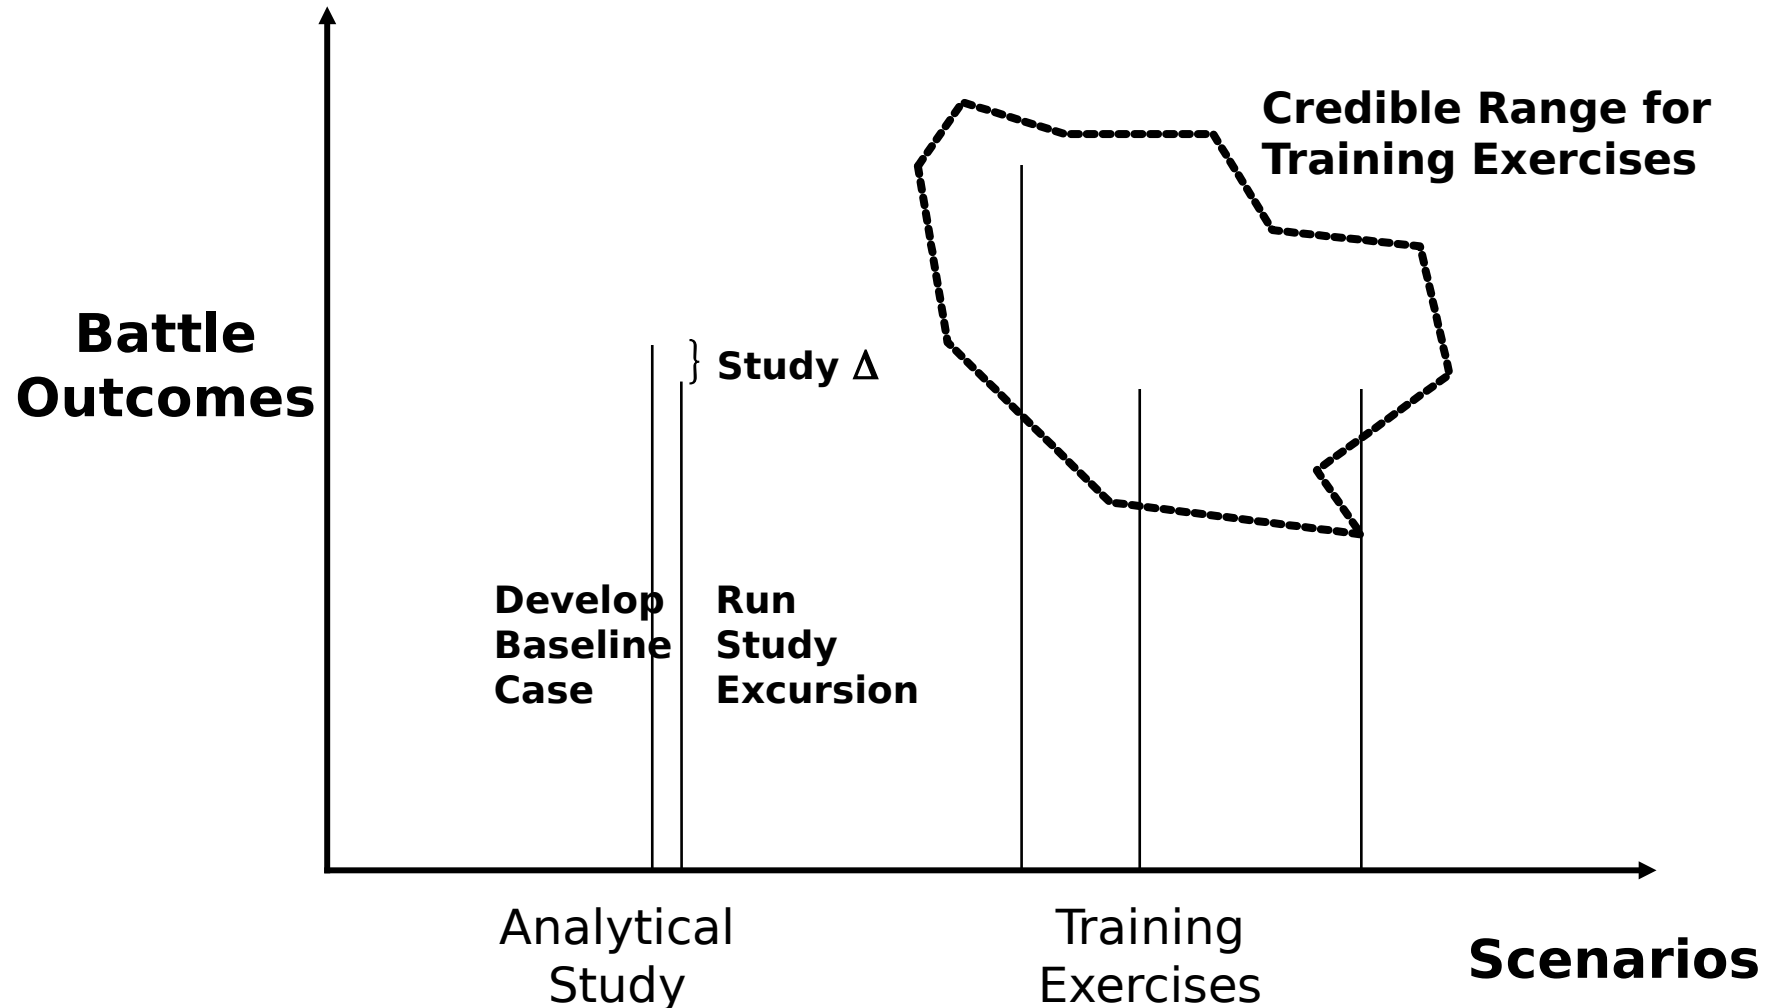 Credible Range for
Training Exercises
Battle
Outcomes
} Study Δ
Develop
Baseline
Case
Run
Study
Excursion
Analytical
Study
Training
Exercises
Scenarios